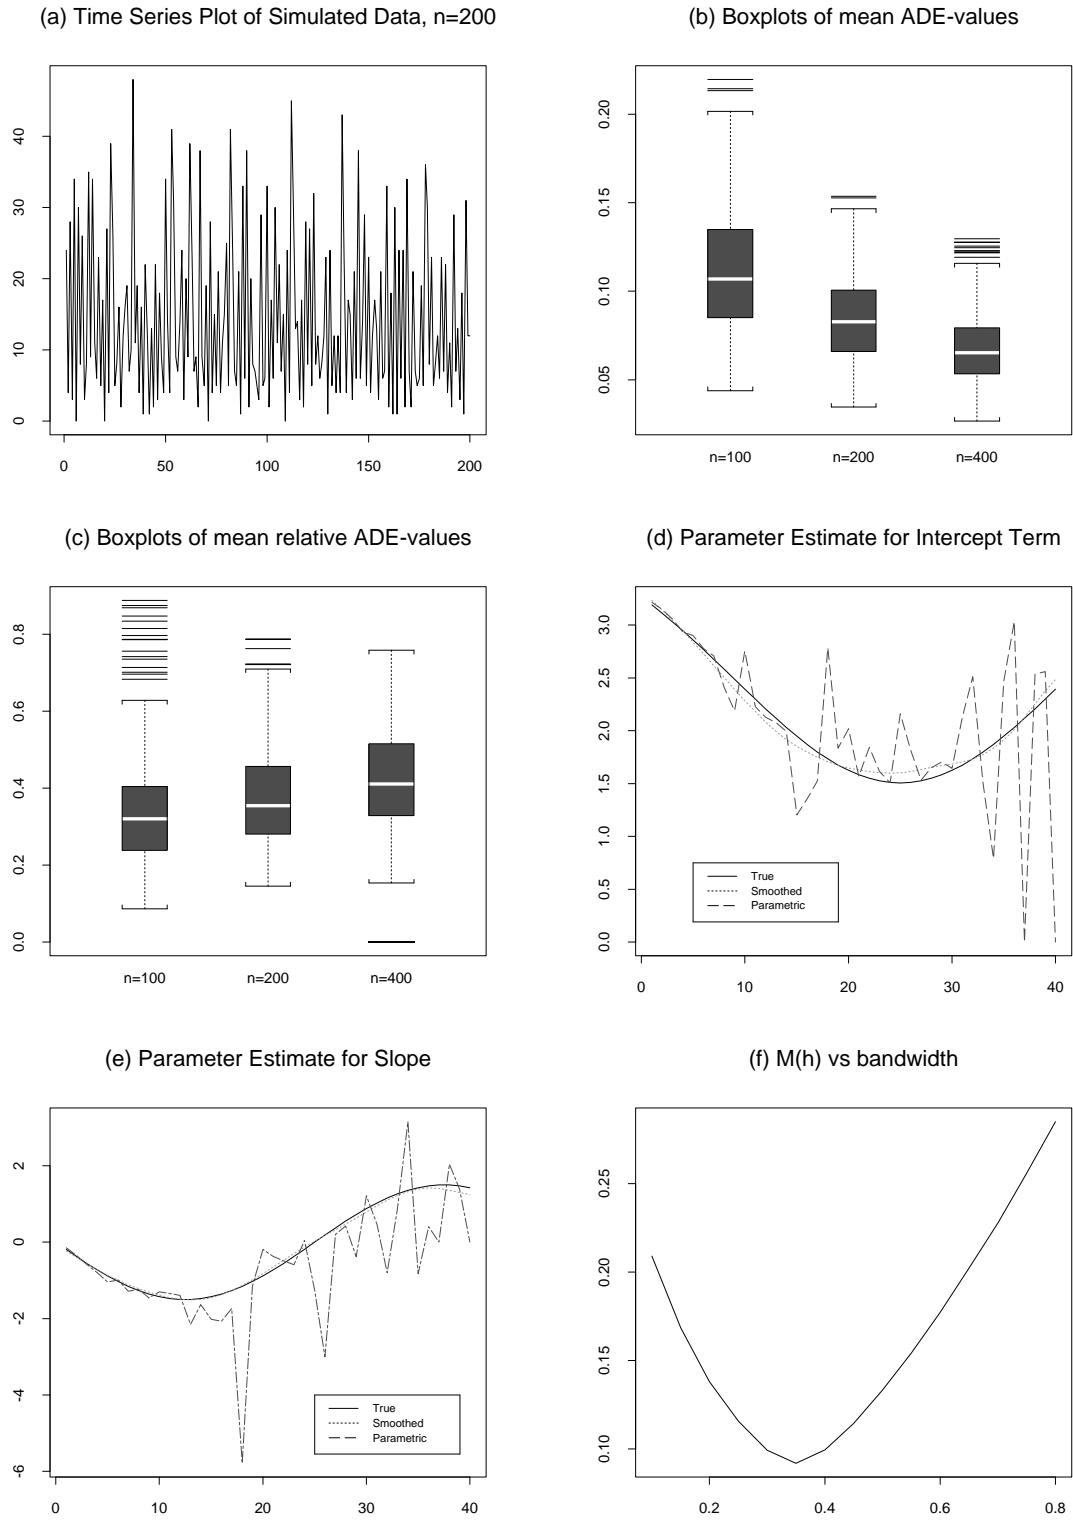 (a) Time Series Plot of Simulated Data, n=200
0 10 20 30 40
0 50 100 150 200
(b) Boxplots of mean ADE-values
0.05 0.10 0.15 0.20
n=100 n=200 n=400
(c) Boxplots of mean relative ADE-values
0.0 0.2 0.4 0.6 0.8
n=100 n=200 n=400
(d) Parameter Estimate for Intercept Term
0.0 0.5 1.0 1.5 2.0 2.5 3.0
True
Smoothed
Parametric
0 10 20 30 40
(e) Parameter Estimate for Slope
-6 -4 -2 0 2
True
Smoothed
Parametric
0 10 20 30 40
(f) M(h) vs bandwidth
0.10 0.15 0.20 0.25
0.2 0.4 0.6 0.8